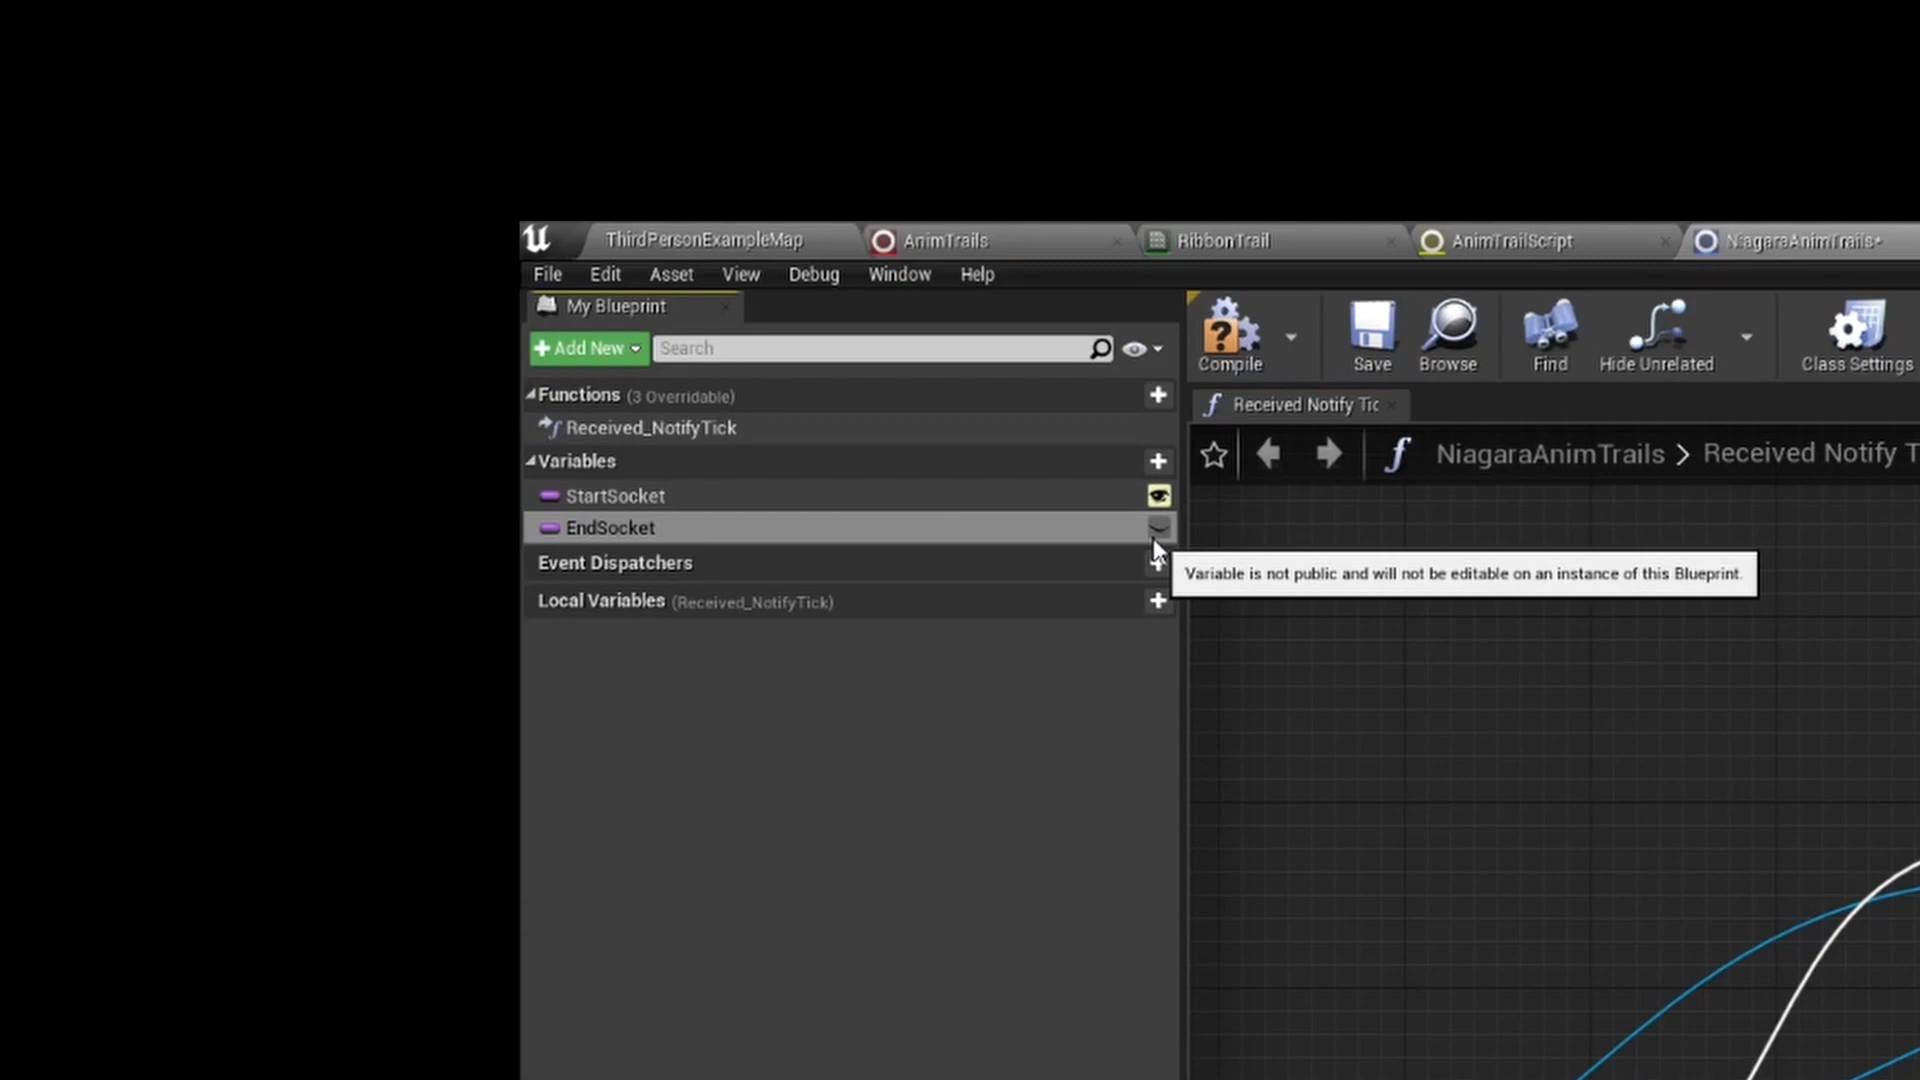 ThirdPersonExampleMap
AnimTrails
RibbonTrail
AnimTrailScript
NiagaraAnimTrails*
File Edit Asset View Debug Window Help
My Blueprint
Add New
Search
Functions (3 Overridable)
Received_NotifyTick
Variables
StartSocket
EndSocket
Event Dispatchers
Local Variables (Received_NotifyTick)
Compile
Save
Browse
Find
Hide Unrelated
Class Settings
Received Notify Tic
NiagaraAnimTrails > Received Notify T
Variable is not public and will not be editable on an instance of this Blueprint.